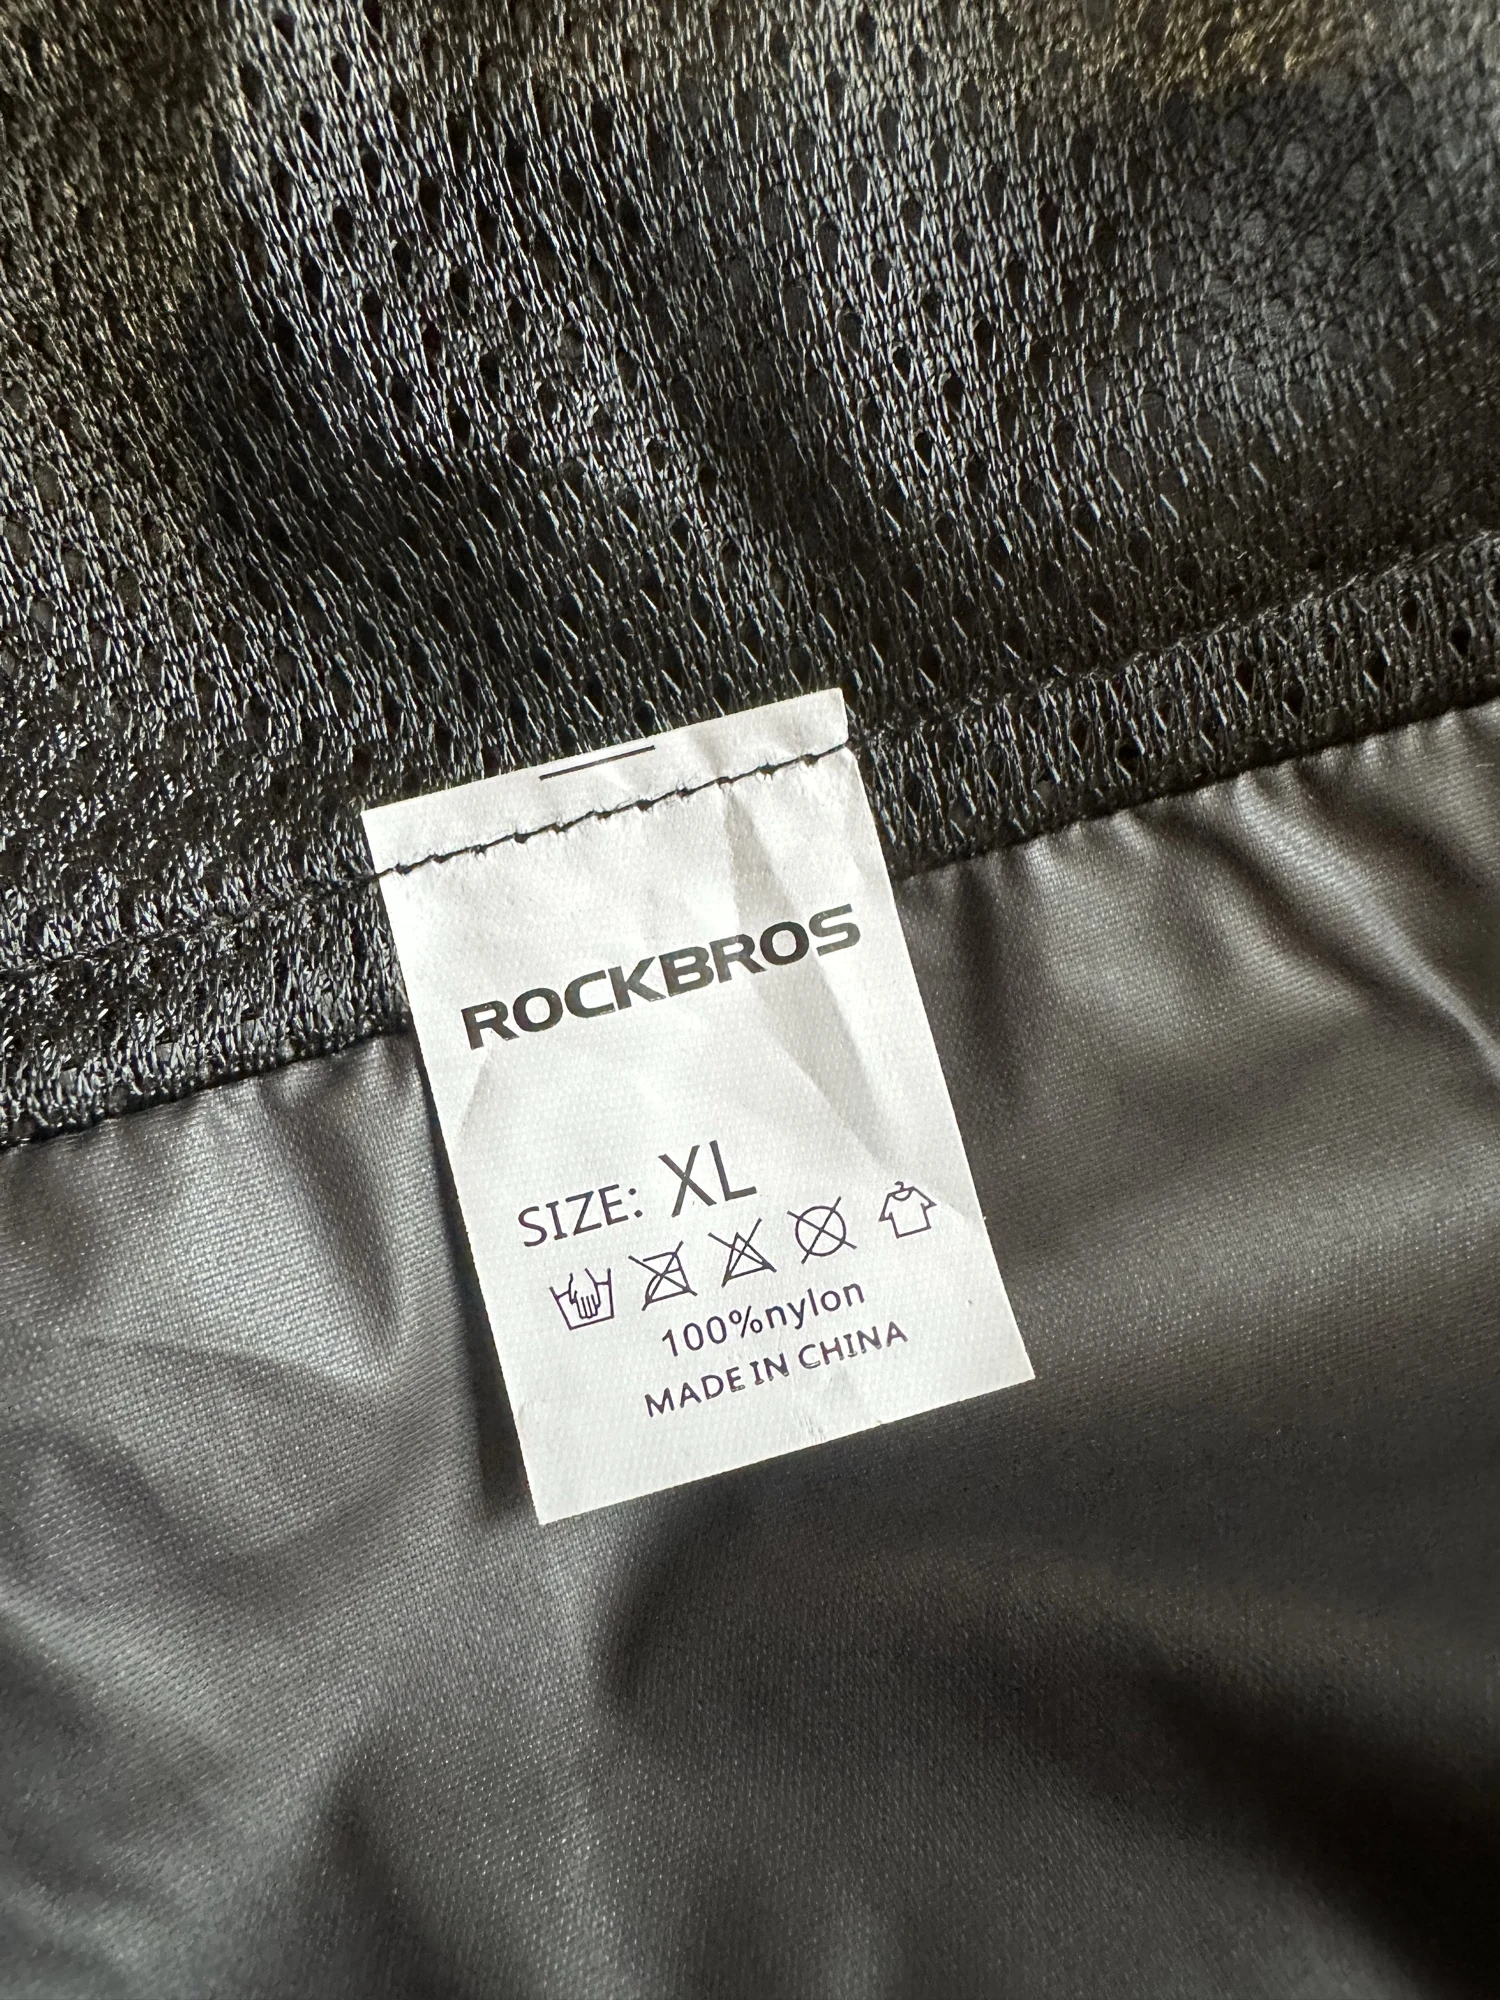 ROCKBROS
SIZE: XL
100%nylon
MADE IN CHINA